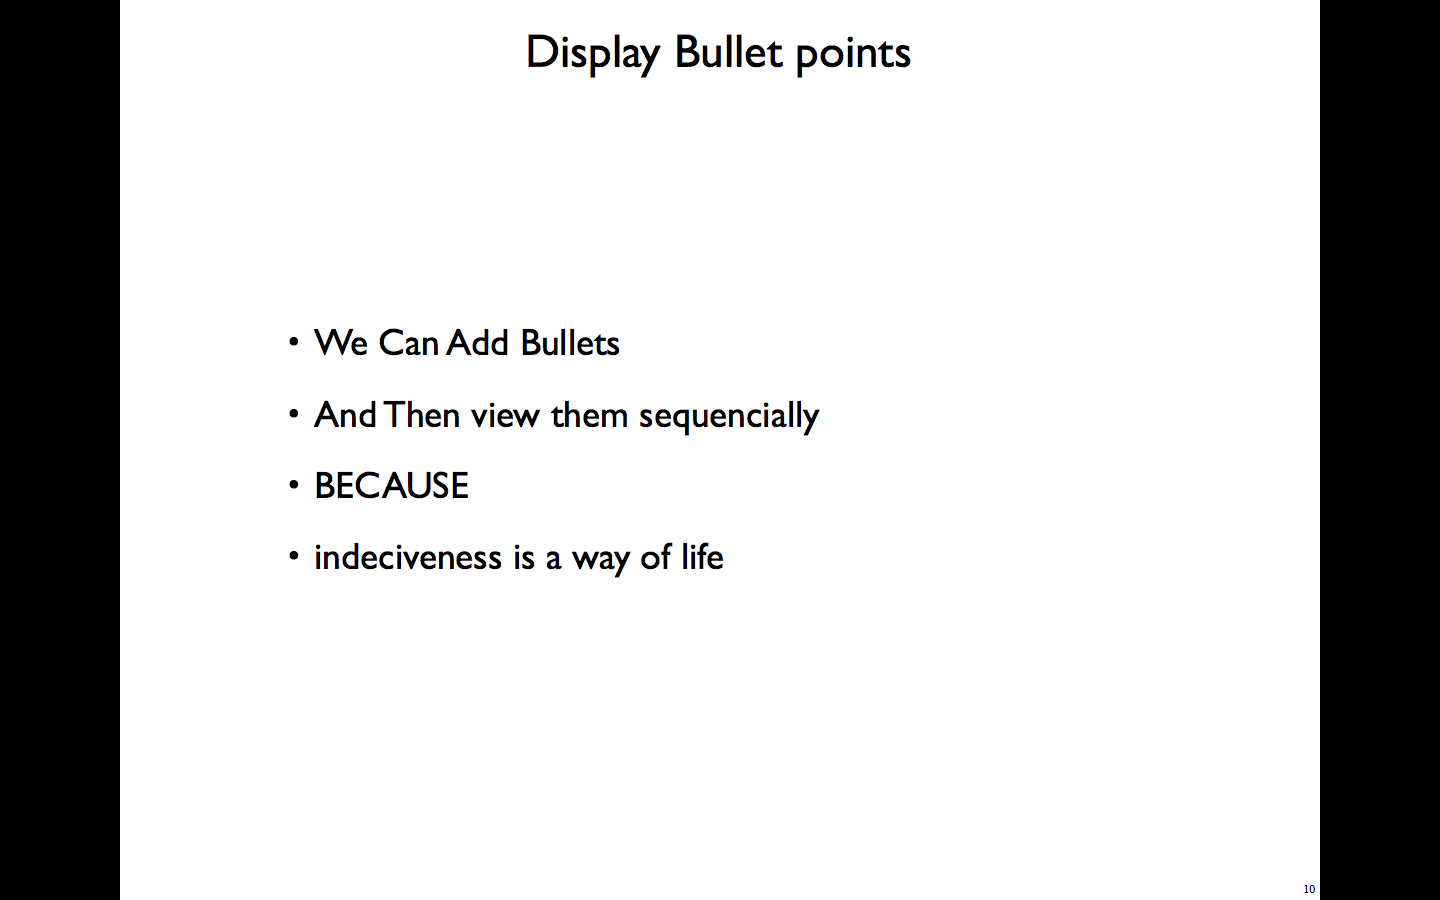 Display Bullet points
• We Can Add Bullets
• And Then view them sequencially
• BECAUSE
• indeciveness is a way of life
10